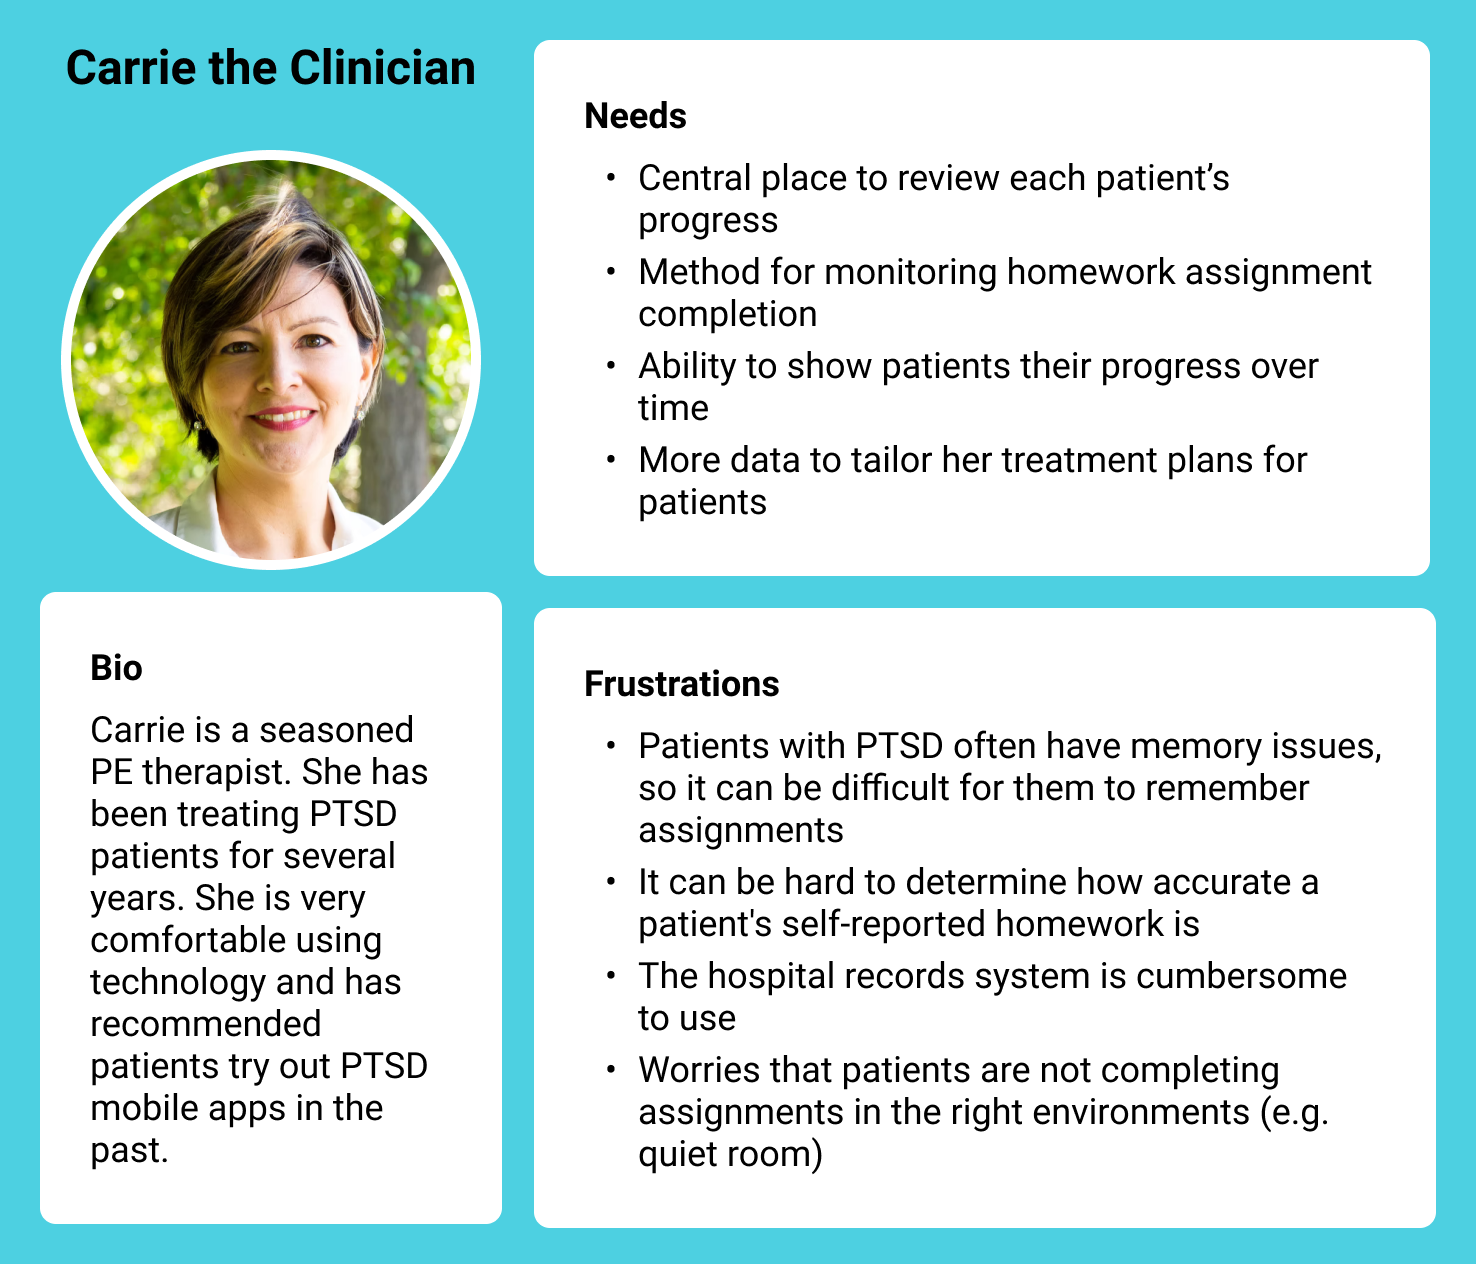 Carrie the Clinician
Needs
• Central place to review each patient’s
progress
• Method for monitoring homework assignment
completion
• Ability to show patients their progress over
time
• More data to tailor her treatment plans for
patients
Bio
Carrie is a seasoned
PE therapist. She has
been treating PTSD
patients for several
years. She is very
comfortable using
technology and has
recommended
patients try out PTSD
mobile apps in the
past.
Frustrations
• Patients with PTSD often have memory issues,
so it can be difficult for them to remember
assignments
• It can be hard to determine how accurate a
patient's self-reported homework is
• The hospital records system is cumbersome
to use
• Worries that patients are not completing
assignments in the right environments (e.g.
quiet room)